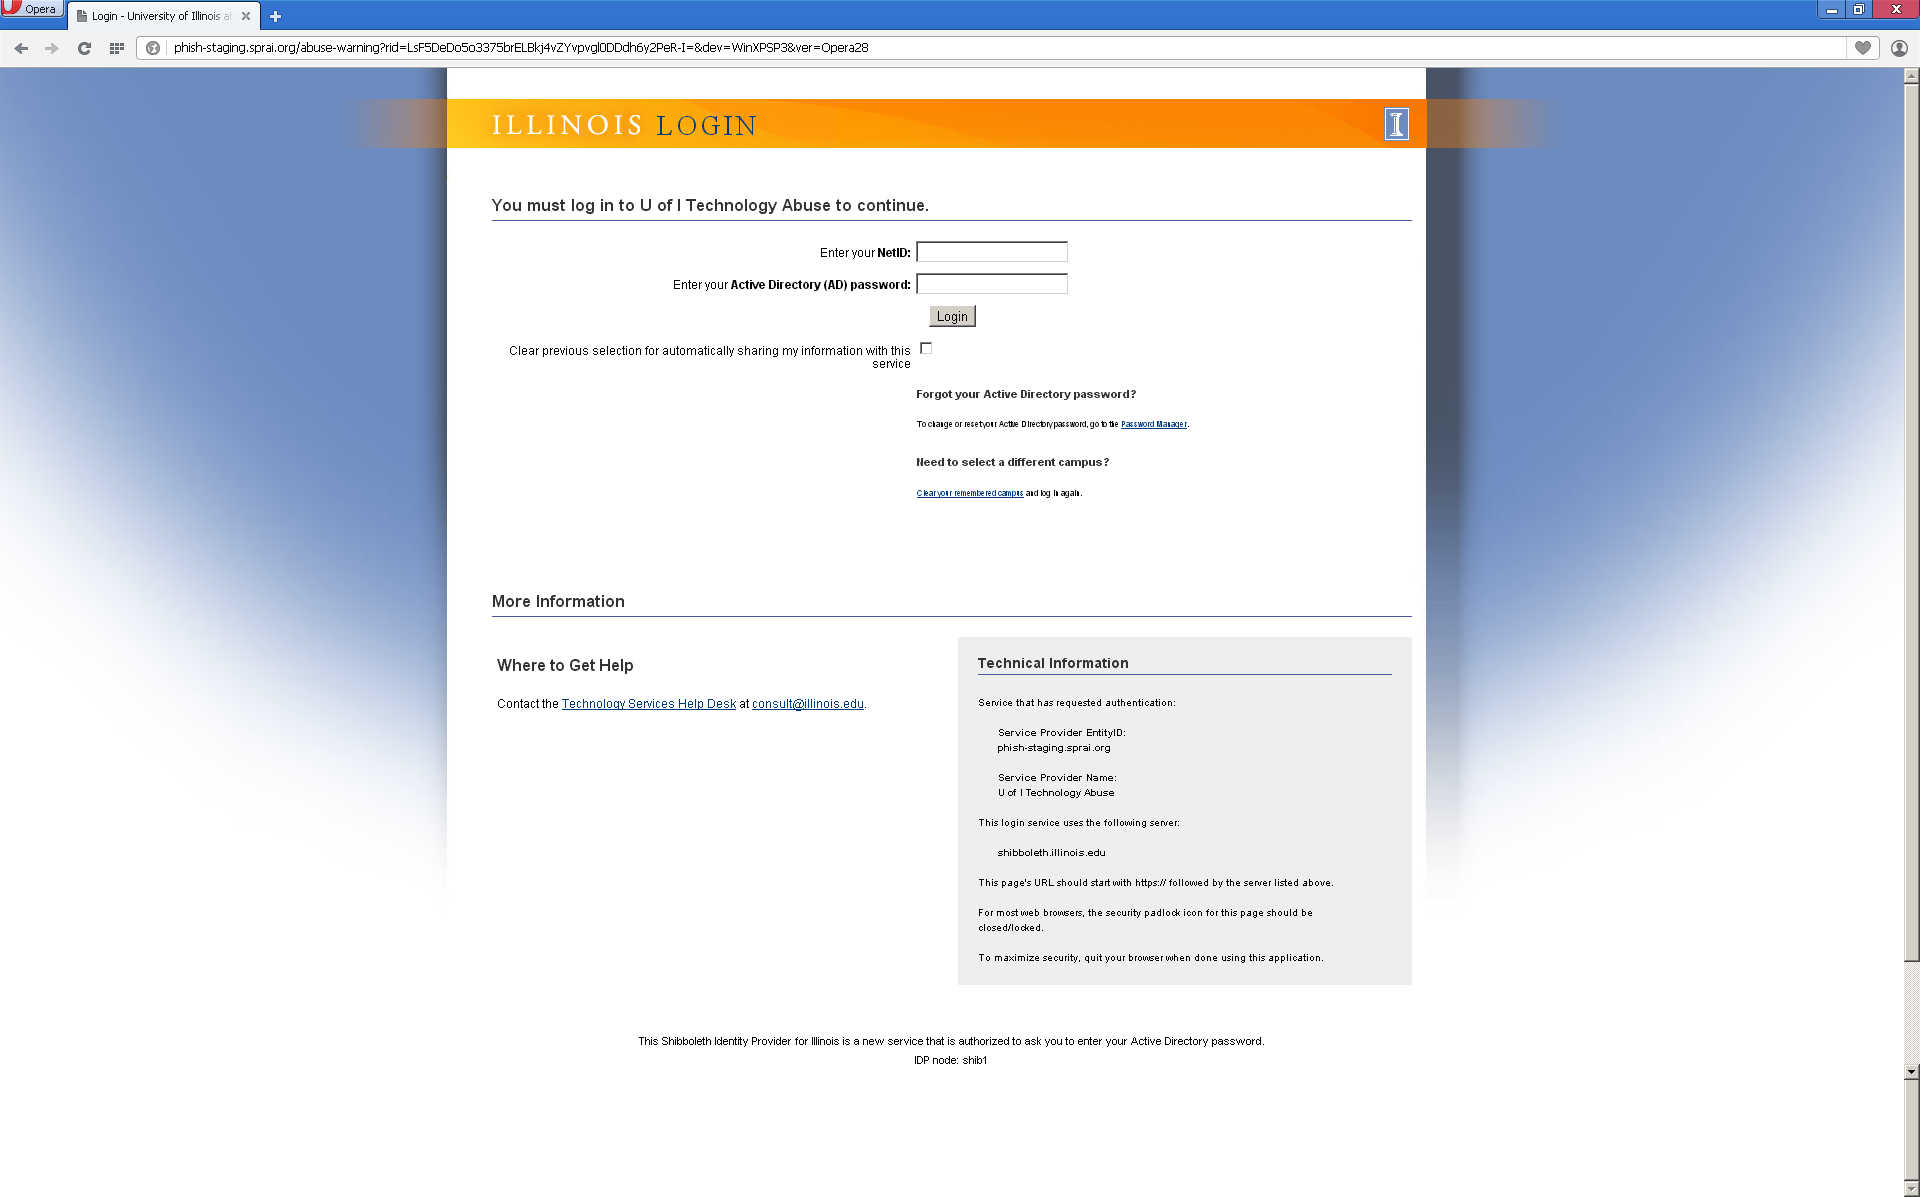 Opera
Login - University of Illinois at
phish-staging.sprai.org/abuse-warning?rid=LsF5DeDo5o3375brELBkj4vZYvpvgl0DDdh6y2PeR-I=&dev=WinXPSP3&ver=Opera28
ILLINOIS LOGIN
I
You must log in to U of I Technology Abuse to continue.
Enter your NetID:
Enter your Active Directory (AD) password:
Login
Clear previous selection for automatically sharing my information with this
service
Forgot your Active Directory password?
To change or reset your Active Directory password, go to the Password Manager.
Need to select a different campus?
Clear your remembered campus and log in again.
More Information
Where to Get Help
Contact the Technology Services Help Desk at consult@illinois.edu.
Technical Information
Service that has requested authentication:
Service Provider EntityID:
phish-staging.sprai.org
Service Provider Name:
U of I Technology Abuse
This login service uses the following server:
shibboleth.illinois.edu
This page's URL should start with https:// followed by the server listed above.
For most web browsers, the security padlock icon for this page should be
closed/locked.
To maximize security, quit your browser when done using this application.
This Shibboleth Identity Provider for Illinois is a new service that is authorized to ask you to enter your Active Directory password.
IDP node: shib1